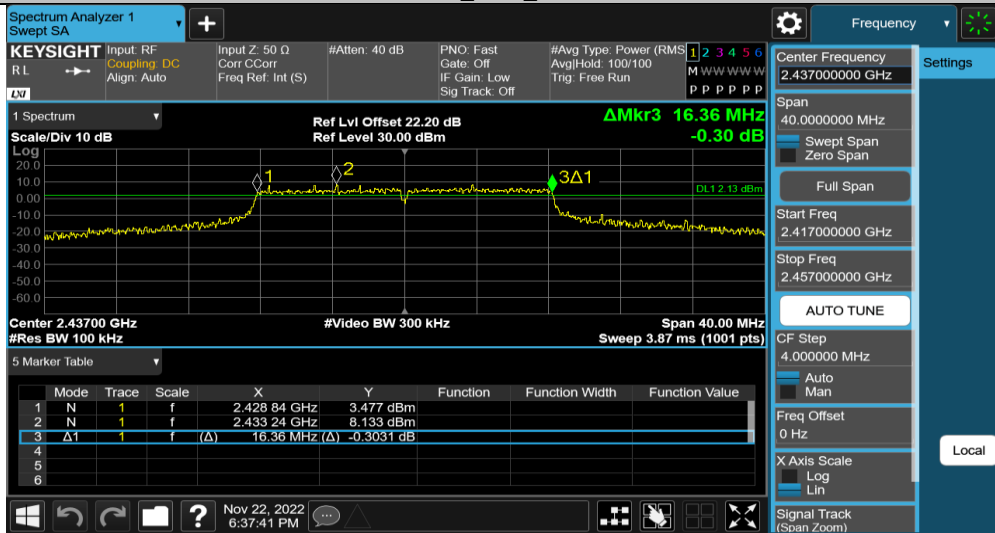 Spectrum Analyzer 1
Swept SA
+
Frequency
KEYSIGHT
RL
LXI
Input: RF
Coupling: DC
Align: Auto
Input Z: 50 Ω
Corr CCorr
Freq Ref: Int (S)
#Atten: 40 dB
PNO: Fast
Gate: Off
IF Gain: Low
Sig Track: Off
#Avg Type: Power (RMS
Avg|Hold: 100/100
Trig: Free Run
1 2 3 4 5 6
M W W W W W
P P P P P P
1 Spectrum
Scale/Div 10 dB
Ref Lvl Offset 22.20 dB
Ref Level 30.00 dBm
ΔMkr3 16.36 MHz
-0.30 dB
Log
20.0
10.0
0.00
-10.0
-20.0
-30.0
-40.0
-50.0
-60.0
1
2
3Δ1
DL1 2.13 dBm
Center 2.43700 GHz
#Video BW 300 kHz
Span 40.00 MHz
#Res BW 100 kHz
Sweep 3.87 ms (1001 pts)
5 Marker Table
Mode Trace Scale X Y Function Function Width Function Value
1 N 1 f 2.428 84 GHz 3.477 dBm
2 N 1 f 2.433 24 GHz 8.133 dBm
3 Δ1 1 f (Δ) 16.36 MHz (Δ) -0.3031 dB
4
5
6
Nov 22, 2022
6:37:41 PM
?
Center Frequency
2.437000000 GHz
Settings
Span
40.0000000 MHz
Swept Span
Zero Span
Full Span
Start Freq
2.417000000 GHz
Stop Freq
2.457000000 GHz
AUTO TUNE
CF Step
4.000000 MHz
Auto
Man
Freq Offset
0 Hz
X Axis Scale
Log
Lin
Local
Signal Track
(Span Zoom)